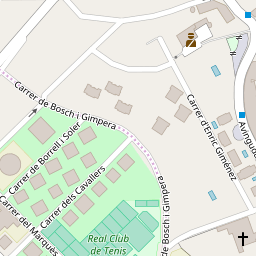 Carrer de Bosch i Gimpera
Carrer d'Enric Giménez
Avinguda
Carrer de Borrell i Soler
Carrer dels Cavallers
Carrer del Marquès
de Bosch i Gimpera
Real Club
de Tenis